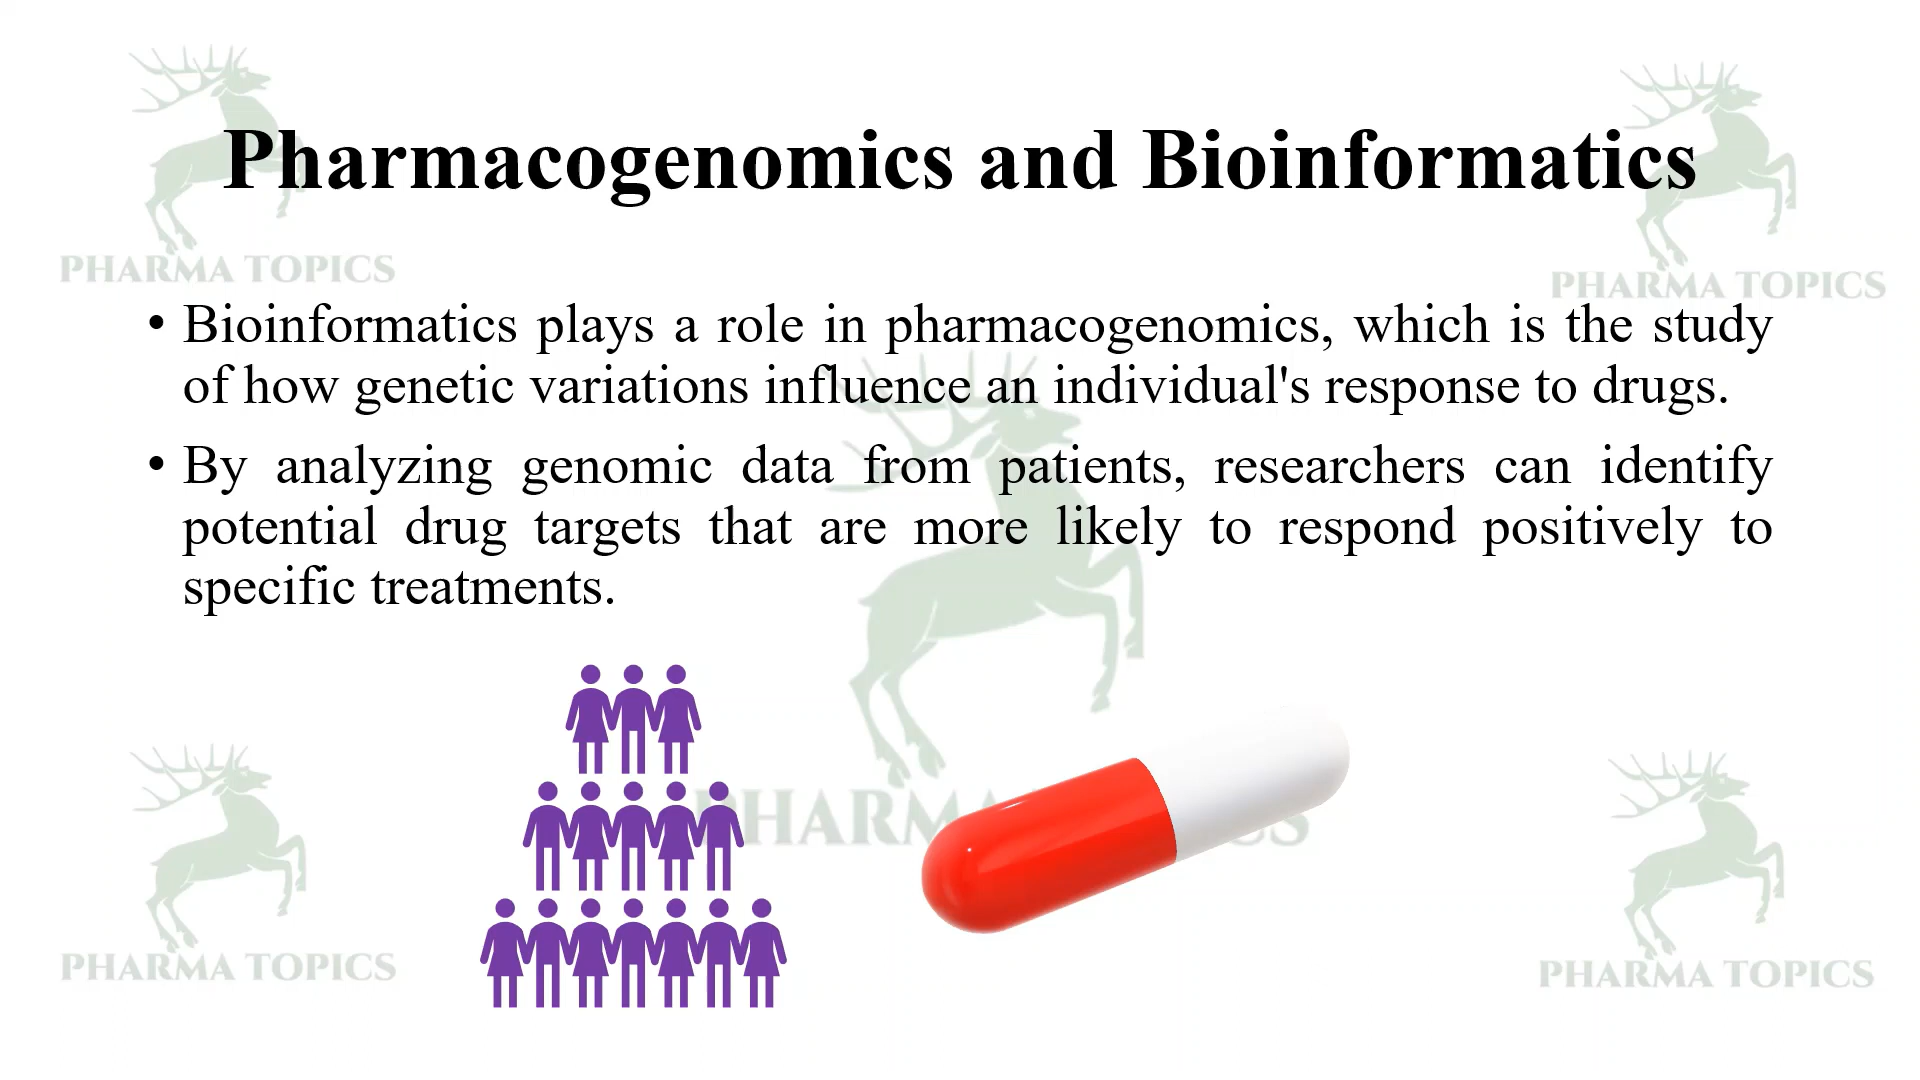 Pharmacogenomics and Bioinformatics
PHARMA TOPICS
PHARMA TOPICS
• Bioinformatics plays a role in pharmacogenomics, which is the study
of how genetic variations influence an individual's response to drugs.
• By analyzing genomic data from patients, researchers can identify
potential drug targets that are more likely to respond positively to
specific treatments.
PHARMA TOPICS
PHARMA TOPICS